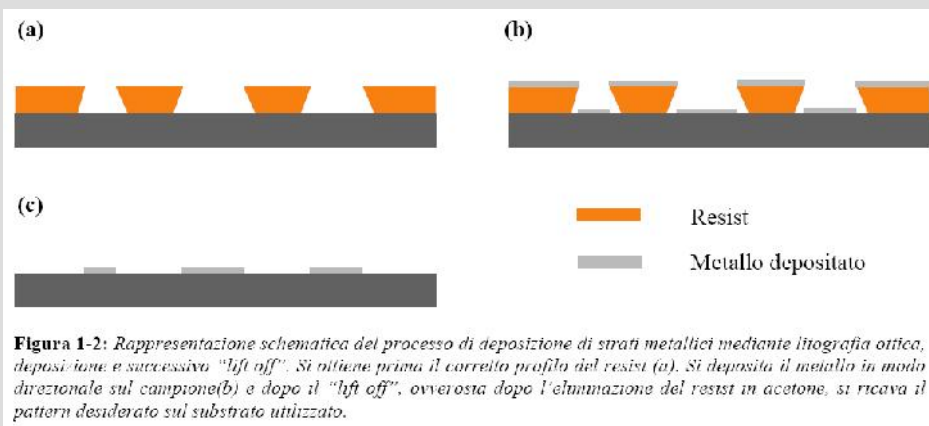 (a)
(b)
(c)
Resist
Metallo depositato
Figura 1-2: Rappresentazione schematica del processo di deposizione di strati metallici mediante litografia ottica,
deposizione e successivo "lift off". Si ottiene prima il corretto profilo del resist (a). Si deposita il metallo in modo
direzionale sul campione(b) e dopo il "lift off", ovverosia dopo l'eliminazione del resist in acetone, si ricava il
pattern desiderato sul substrato utilizzato.